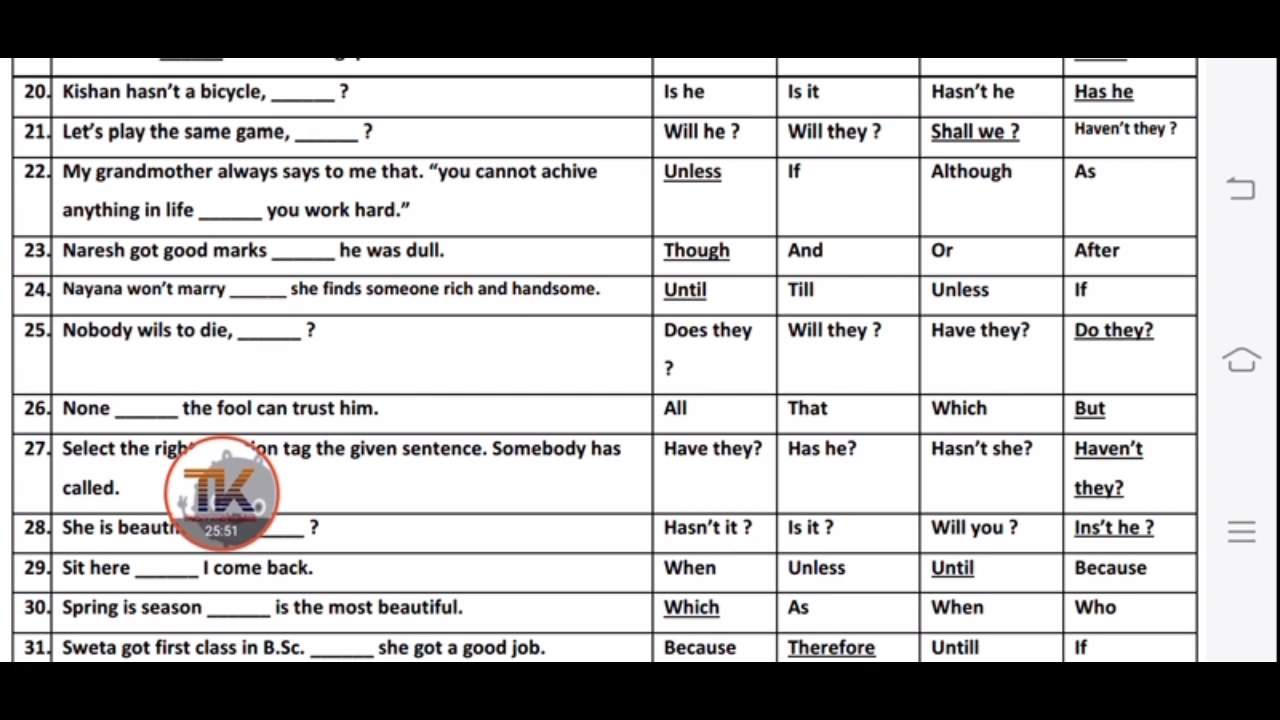 20. Kishan hasn't a bicycle, ______ ? Is he Is it Hasn't he Has he
21. Let's play the same game, ______ ? Will he ? Will they ? Shall we ? Haven't they ?
22. My grandmother always says to me that. “you cannot achive Unless If Although As
anything in life ______ you work hard.”
23. Naresh got good marks ______ he was dull. Though And Or After
24. Nayana won't marry ______ she finds someone rich and handsome. Until Till Unless If
25. Nobody wils to die, ______ ? Does they Will they ? Have they? Do they?
?
26. None ______ the fool can trust him. All That Which But
27. Select the tag the given sentence. Somebody has Have they? Has he? Hasn't she? Haven't
called. they?
TK
25:51
28. She is ______ ? Hasn't it ? Is it ? Will you ? Ins't he ?
29. Sit here ______ I come back. When Unless Until Because
30. Spring is season ______ is the most beautiful. Which As When Who
31. Sweta got first class in B.Sc. ______ she got a good job. Because Therefore Untill If